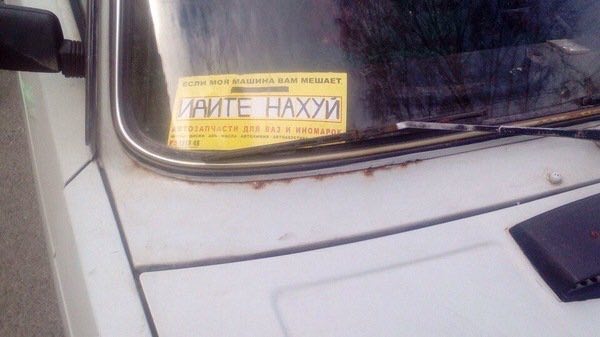 ЕСЛИ МОЯ МАШИНА ВАМ МЕШАЕТ
ИДИТЕ НАХУЙ
АВТОЗАПЧАСТИ ДЛЯ ВАЗ И ИНОМАРОК